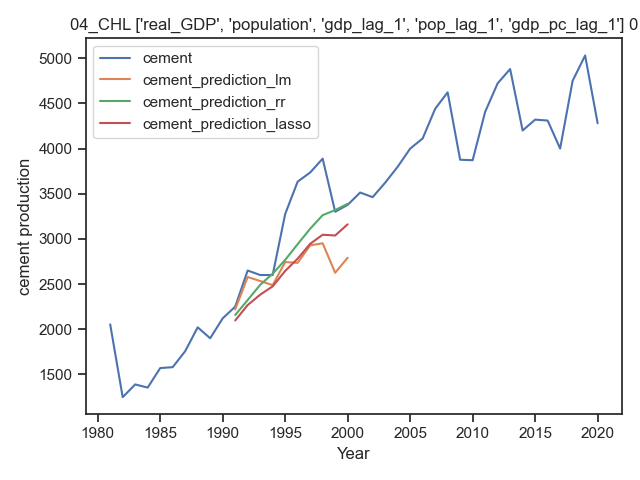 04_CHL ['real_GDP', 'population', 'gdp_lag_1', 'pop_lag_1', 'gdp_pc_lag_1'] 0
cement
cement_prediction_lm
cement_prediction_rr
cement_prediction_lasso
5000
4500
4000
3500
3000
2500
2000
1500
cement production
1980 1985 1990 1995 2000 2005 2010 2015 2020
Year